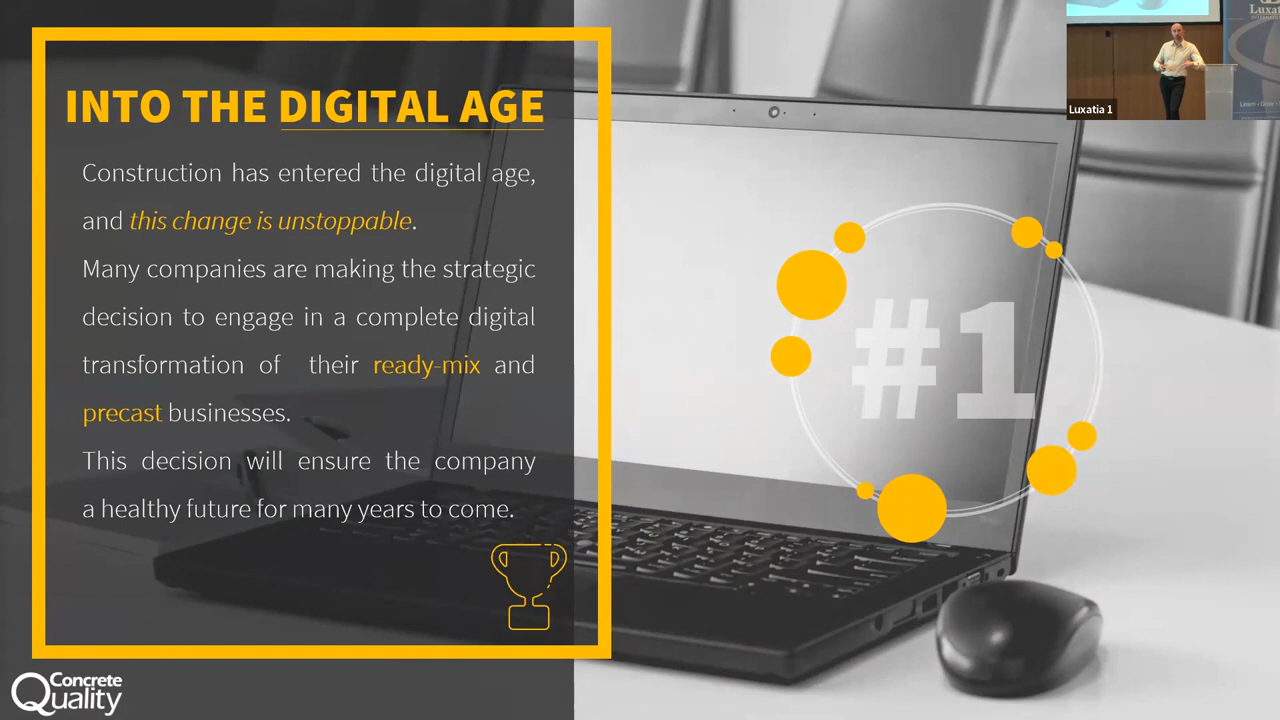 INTO THE DIGITAL AGE
Construction has entered the digital age,
and this change is unstoppable.
Many companies are making the strategic
decision to engage in a complete digital
transformation of their ready-mix and
precast businesses.
This decision will ensure the company
a healthy future for many years to come.
#1
Concrete
Quality
Luxatia 1